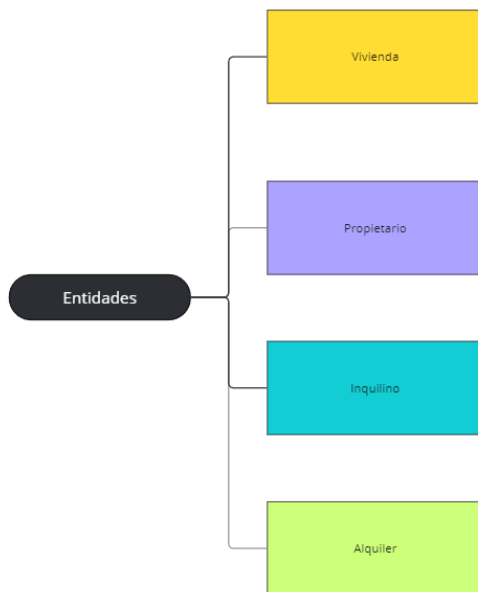 Vivienda
Propietario
Entidades
Inquilino
Alquiler